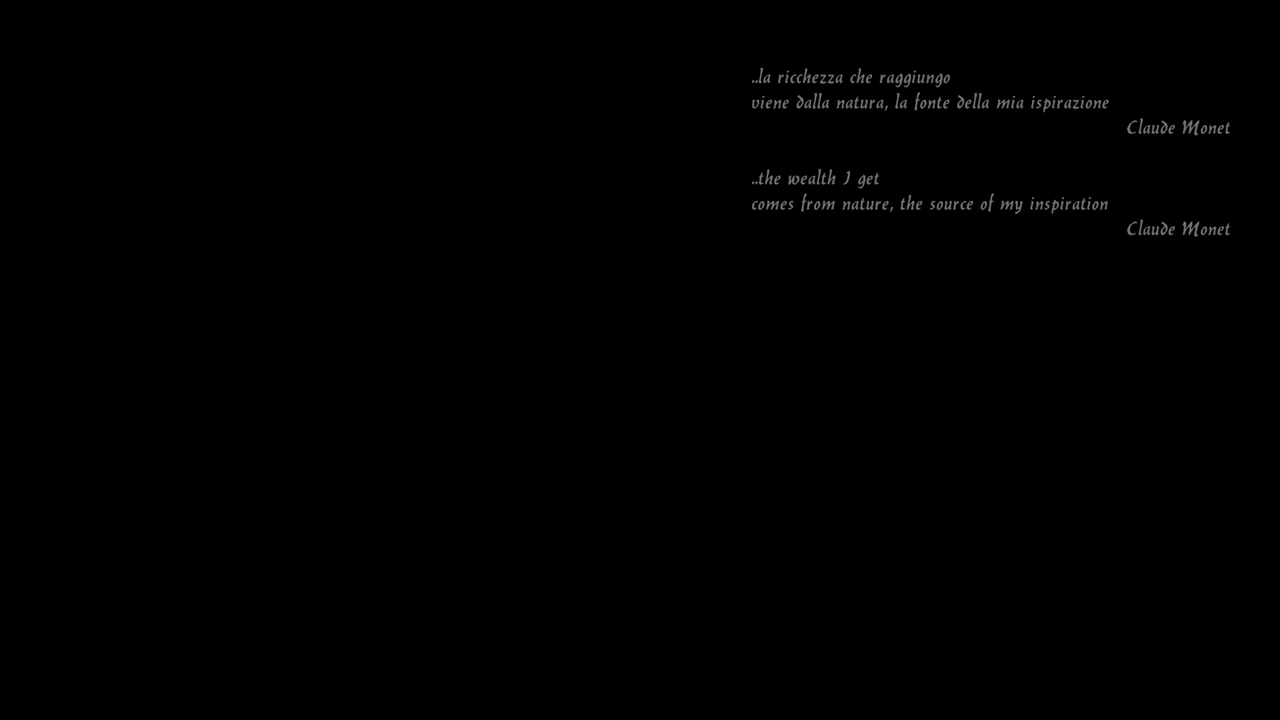 ..la ricchezza che raggiungo
viene dalla natura, la fonte della mia ispirazione
Claude Monet
..the wealth I get
comes from nature, the source of my inspiration
Claude Monet